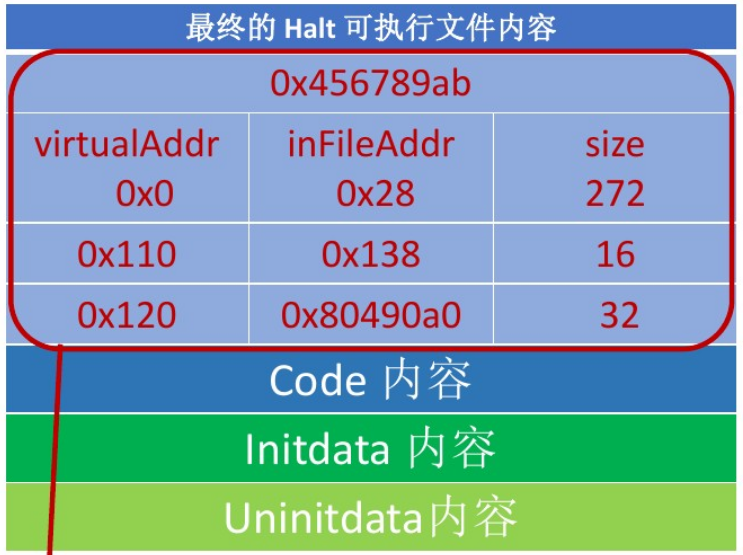 最终的 Halt 可执行文件内容
0x456789ab
virtualAddr inFileAddr size
0x0 0x28 272
0x110 0x138 16
0x120 0x80490a0 32
Code 内容
Initdata 内容
Uninitdata内容